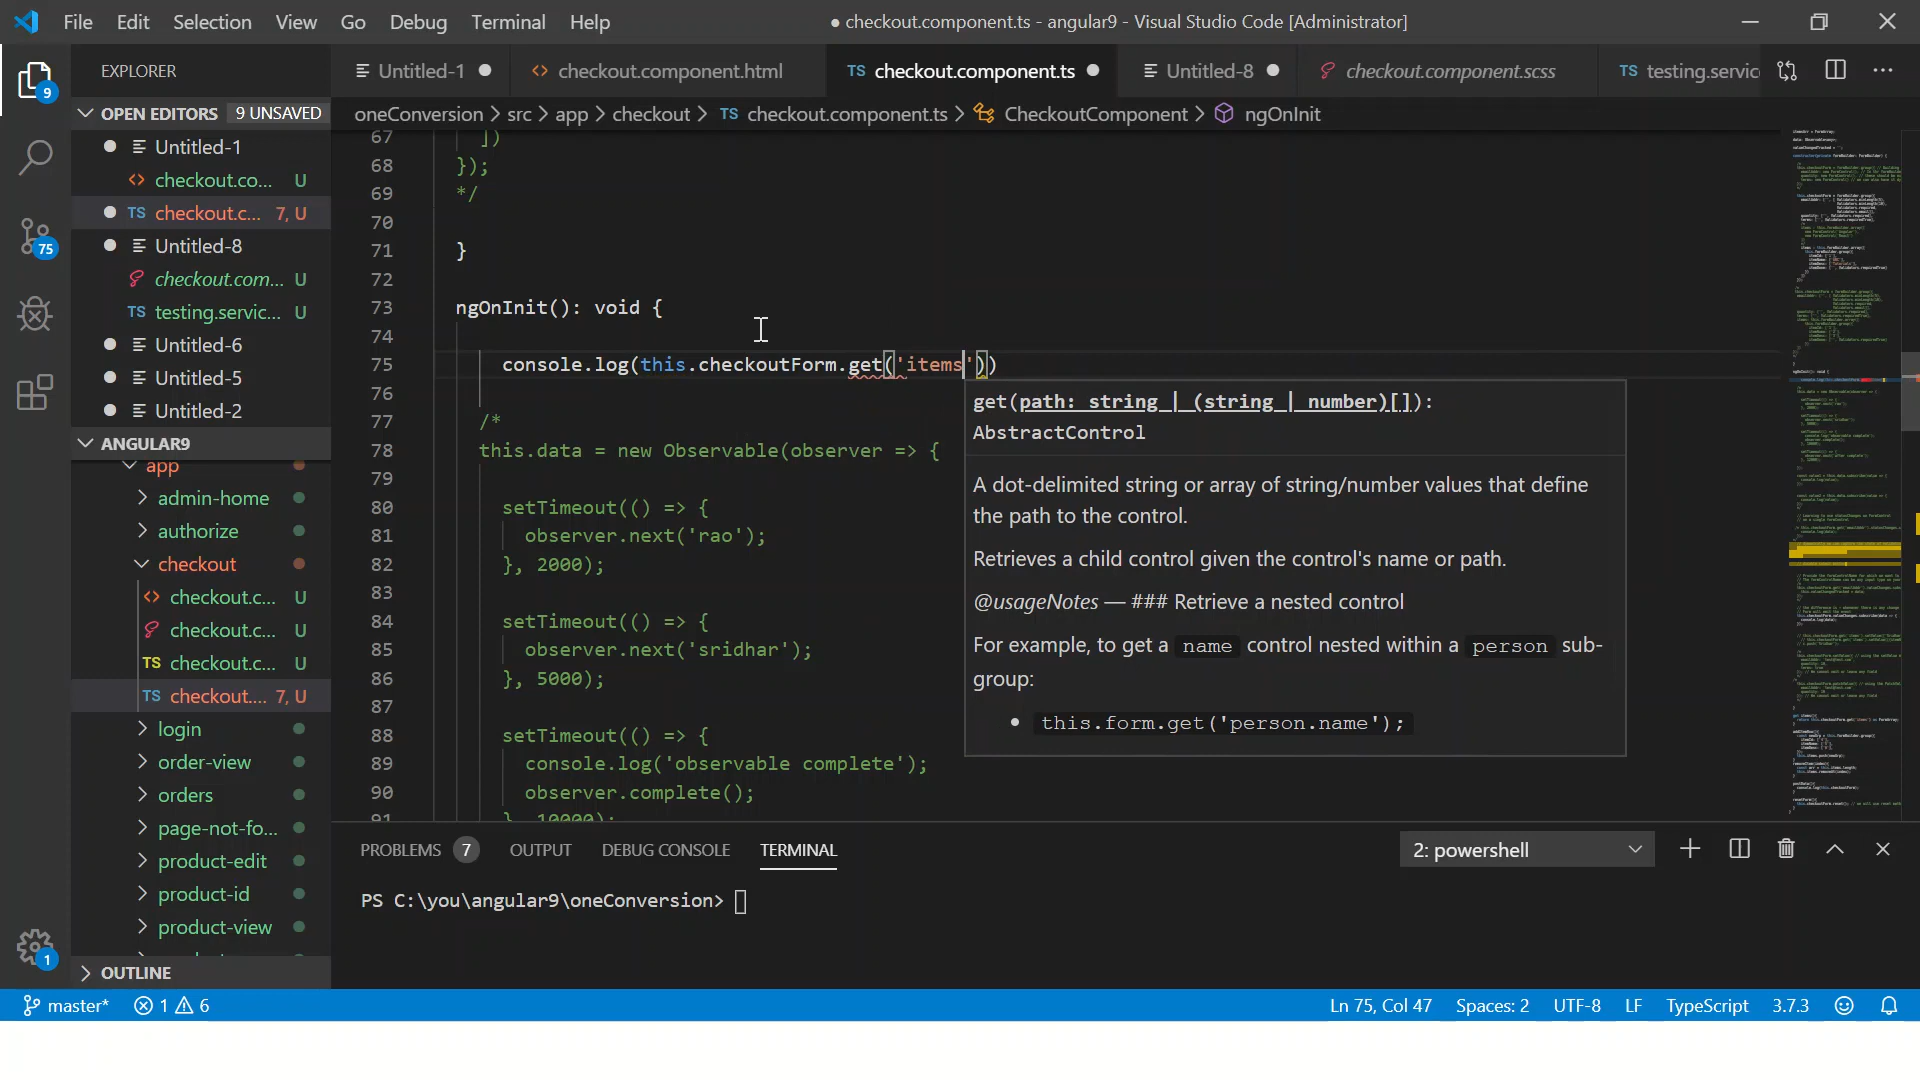 File Edit Selection View Go Debug Terminal Help
● checkout.component.ts - angular9 - Visual Studio Code [Administrator]
EXPLORER
Untitled-1
checkout.component.html
TS checkout.component.ts
Untitled-8
checkout.component.scss
TS testing.servic
9
OPEN EDITORS 9 UNSAVED
oneConversion > src > app > checkout > TS checkout.component.ts > CheckoutComponent > ngOnInit
Untitled-1
checkout.co... U
TS checkout.c... 7, U
Untitled-8
checkout.com... U
TS testing.servic... U
Untitled-6
Untitled-5
Untitled-2
75
ANGULAR9
app
admin-home
authorize
checkout
checkout.c... U
checkout.c... U
TS checkout.c... U
TS checkout.... 7, U
login
order-view
orders
page-not-fo...
product-edit
product-id
product-view
OUTLINE
1
67 ])
68 });
69 */
70
71 }
72
73 ngOnInit(): void {
74
75 console.log(this.checkoutForm.get('items'))
76
77 /*
78 this.data = new Observable(observer => {
79
80 setTimeout(() => {
81 observer.next('rao');
82 }, 2000);
83
84 setTimeout(() => {
85 observer.next('sridhar');
86 }, 5000);
87
88 setTimeout(() => {
89 console.log('observable complete');
90 observer.complete();
91 }, 10000);
get(path: string | (string | number)[]):
AbstractControl
A dot-delimited string or array of string/number values that define
the path to the control.
Retrieves a child control given the control's name or path.
@usageNotes — ### Retrieve a nested control
For example, to get a name control nested within a person sub-
group:
• this.form.get('person.name');
PROBLEMS 7 OUTPUT DEBUG CONSOLE TERMINAL
2: powershell
PS C:\you\angular9\oneConversion>
master* 1 6
Ln 75, Col 47 Spaces: 2 UTF-8 LF TypeScript 3.7.3